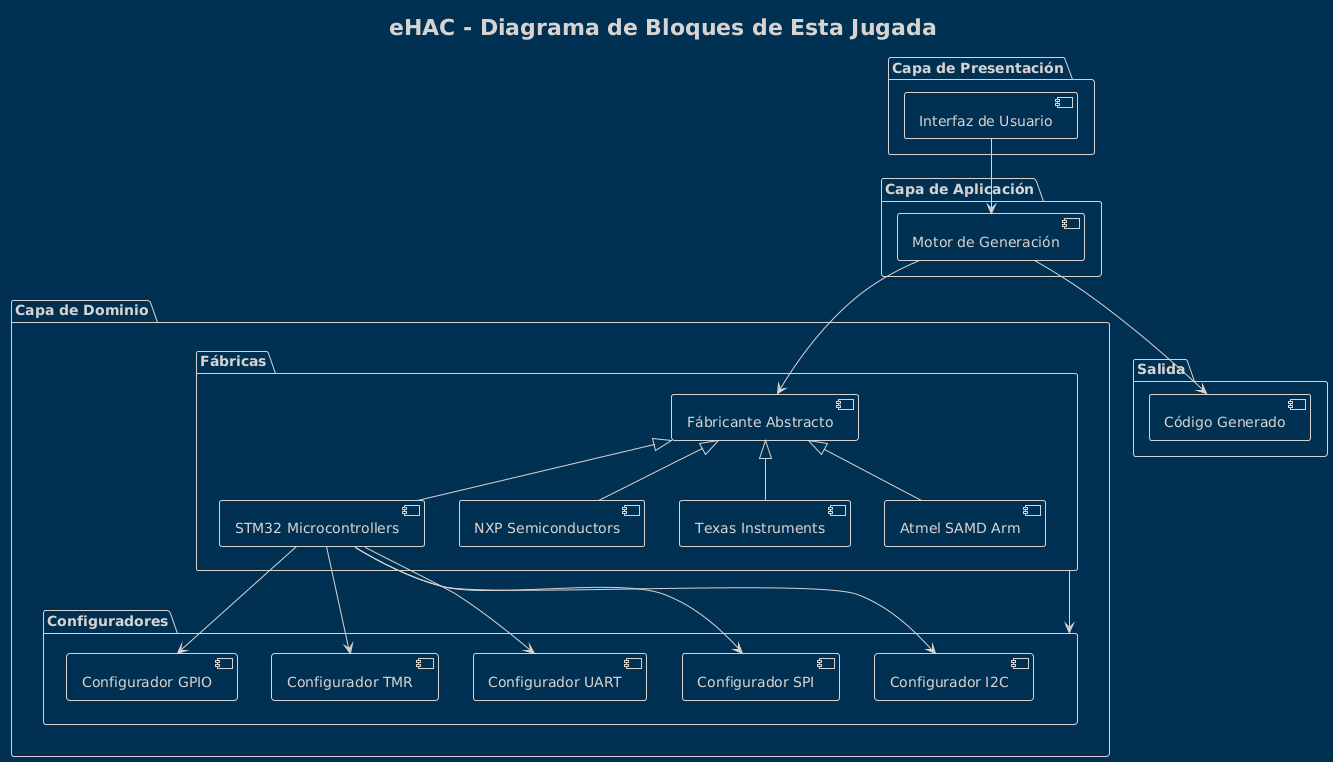 eHAC - Diagrama de Bloques de Esta Jugada
Capa de Presentación
Interfaz de Usuario
Capa de Aplicación
Motor de Generación
Capa de Dominio
Fábricas
Fábricante Abstracto
Salida
Código Generado
STM32 Microcontrollers
NXP Semiconductors
Texas Instruments
Atmel SAMD Arm
Configuradores
Configurador GPIO
Configurador TMR
Configurador UART
Configurador SPI
Configurador I2C